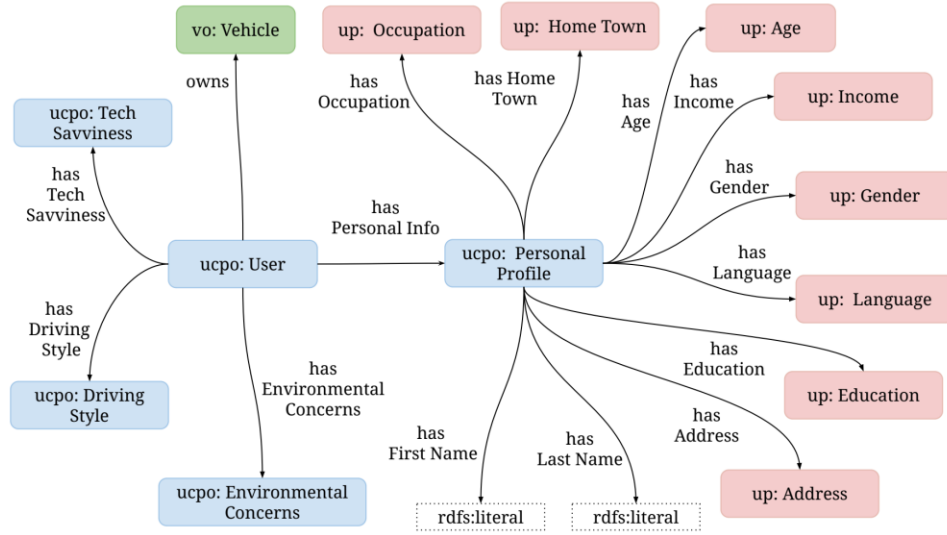 vo: Vehicle
up:  Occupation
up:  Home Town
up: Age
owns
has
Occupation
has Home
Town
has
Age
has
Income
up: Income
ucpo: Tech
Savviness
has
Tech
Savviness
has
Gender
up: Gender
has
Personal Info
ucpo: User
ucpo:  Personal
Profile
has
Language
up:  Language
has
Driving
Style
has
Environmental
Concerns
has
Education
ucpo: Driving
Style
up: Education
has
First Name
has
Last Name
has
Address
ucpo: Environmental
Concerns
rdfs:literal
rdfs:literal
up: Address